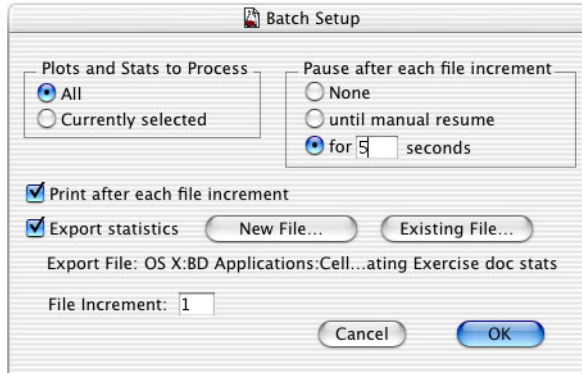 Batch Setup
Plots and Stats to Process
All
Currently selected
Pause after each file increment
None
until manual resume
for 5 seconds
Print after each file increment
Export statistics New File... Existing File...
Export File: OS X:BD Applications:Cell...ating Exercise doc stats
File Increment: 1
Cancel OK